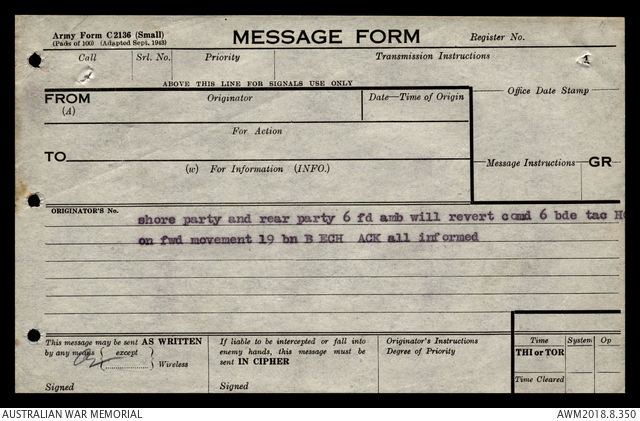 Army Form C2136 (Small)
(Pads of 100) (Adapted Sept. 1943)
MESSAGE FORM
Register No.
Call
Srl. No.
Priority
Transmission Instructions
1
ABOVE THIS LINE FOR SIGNALS USE ONLY
FROM
(A)
Originator
Date—Time of Origin
Office Date Stamp
For Action
TO
(w) For Information (INFO.)
Message Instructions
GR
ORIGINATOR'S No.
shore party and rear party 6 fd amb will revert comd 6 bde tac HQ
on fwd movement 19 bn B ECH ACK all informed
This message may be sent AS WRITTEN
by any means { except } Wireless
Signed
If liable to be intercepted or fall into
enemy hands, this message must be
sent IN CIPHER
Signed
Originator's Instructions
Degree of Priority
Time
System
Op
THI or TOR
Time Cleared
AUSTRALIAN WAR MEMORIAL
AWM2018.8.350